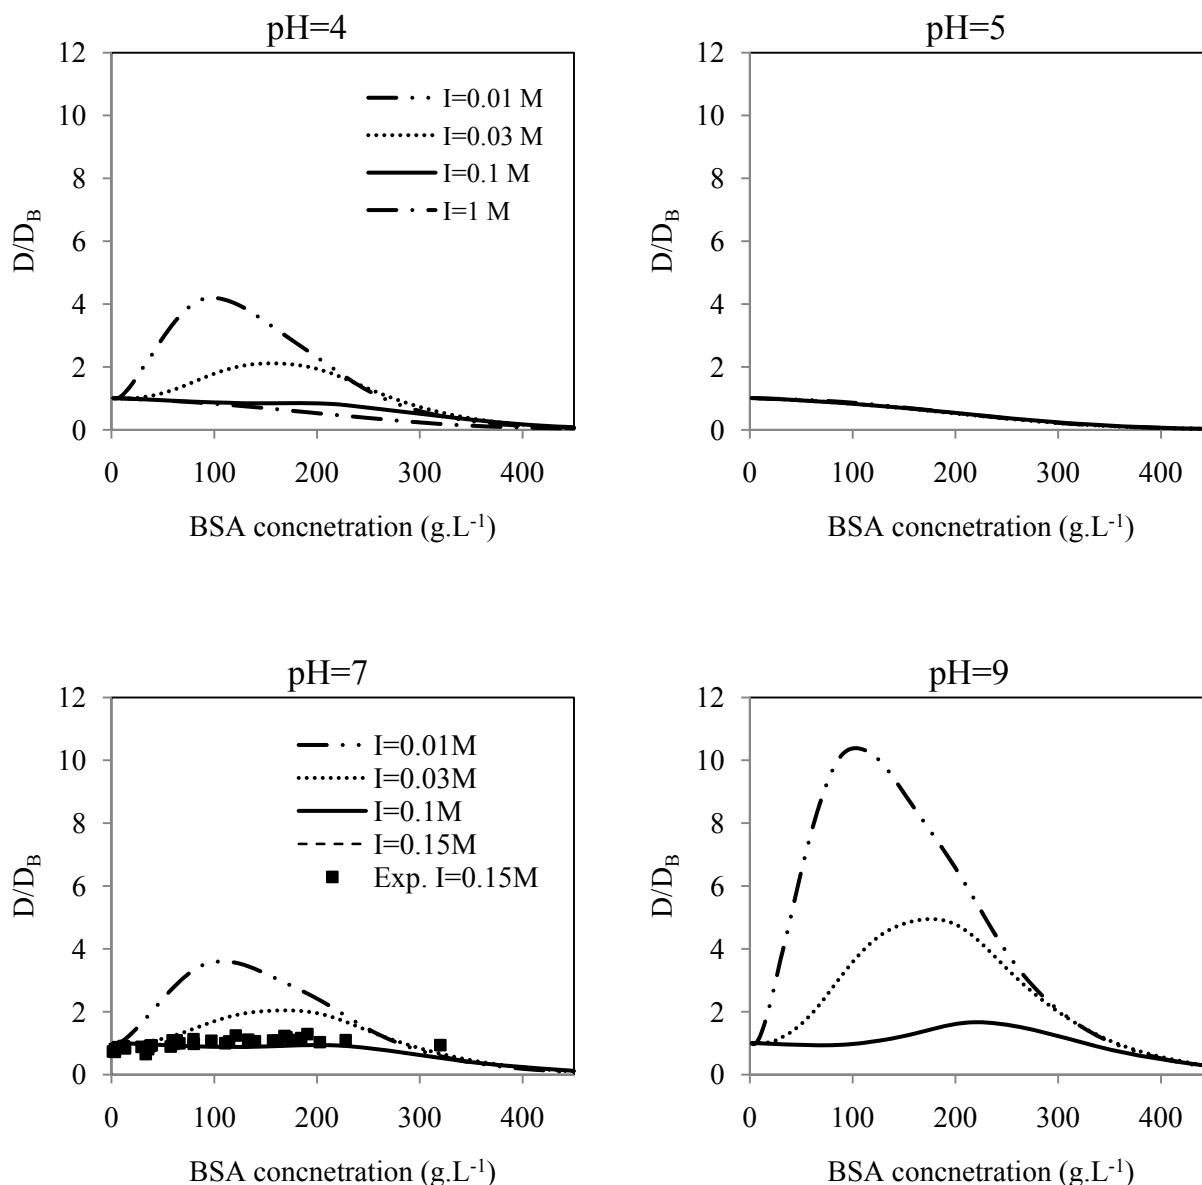 pH=4
12
10
8
6
4
2
0
D/D_B
I=0.01 M
I=0.03 M
I=0.1 M
I=1 M
0 100 200 300 400
BSA concnetration (g.L⁻¹)
pH=5
12
10
8
6
4
2
0
D/D_B
0 100 200 300 400
BSA concnetration (g.L⁻¹)
pH=7
12
10
8
6
4
2
0
D/D_B
I=0.01M
I=0.03M
I=0.1M
I=0.15M
Exp. I=0.15M
0 100 200 300 400
BSA concnetration (g.L⁻¹)
pH=9
12
10
8
6
4
2
0
D/D_B
0 100 200 300 400
BSA concnetration (g.L⁻¹)